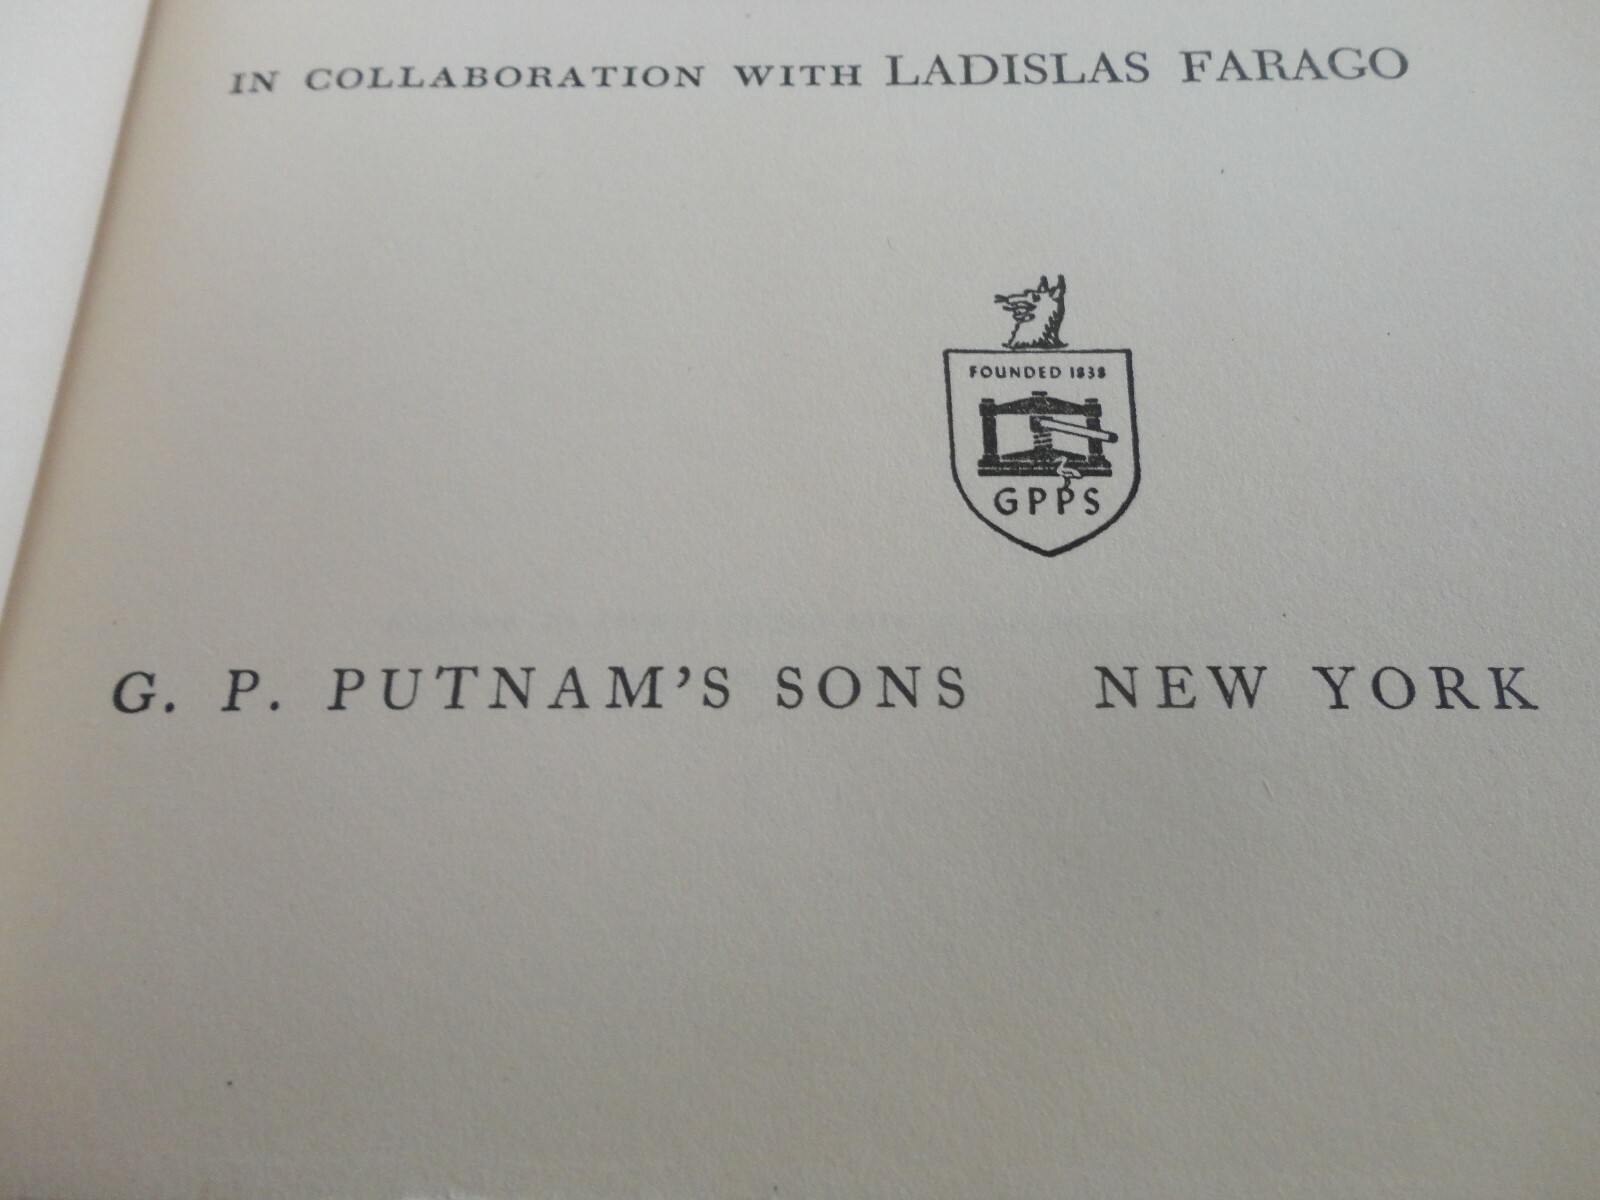 IN COLLABORATION WITH LADISLAS FARAGO
FOUNDED 1838
GPPS
G. P. PUTNAM'S SONS NEW YORK